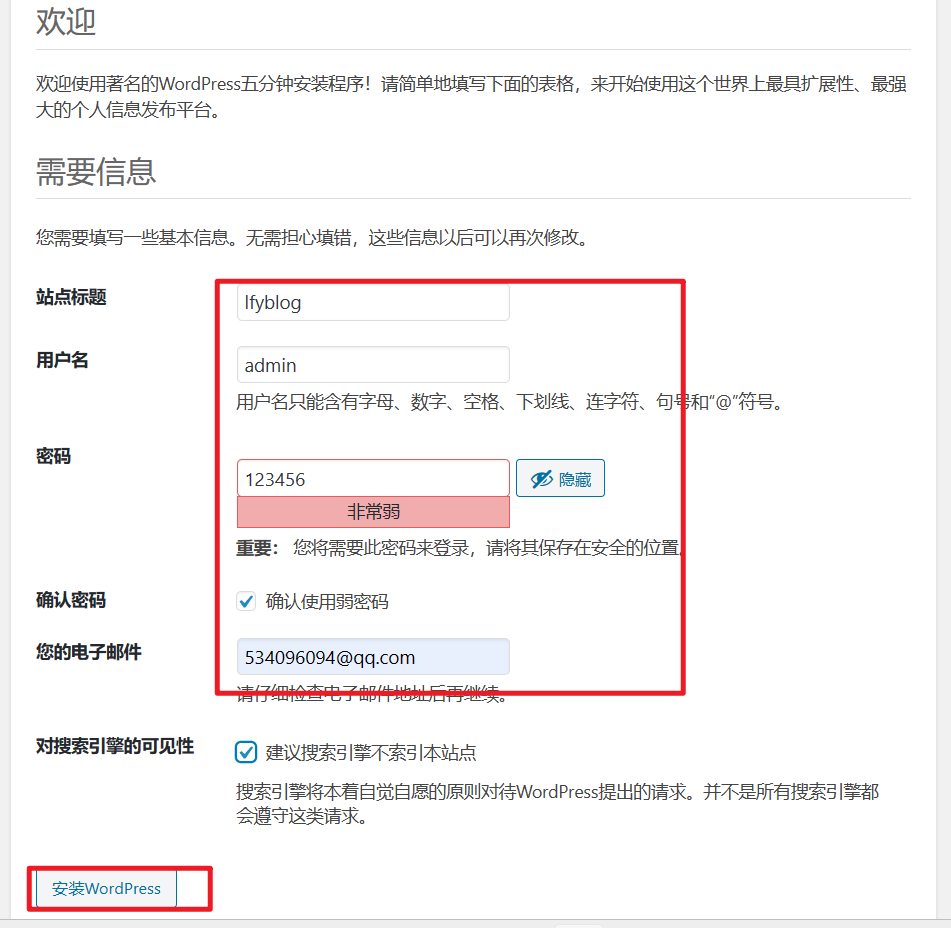 欢迎
欢迎使用著名的WordPress五分钟安装程序！请简单地填写下面的表格，来开始使用这个世界上最具扩展性、最强
大的个人信息发布平台。
需要信息
您需要填写一些基本信息。无需担心填错，这些信息以后可以再次修改。
站点标题
lfyblog
用户名
admin
用户名只能含有字母、数字、空格、下划线、连字符、句号和“@”符号。
密码
123456
隐藏
非常弱
重要： 您将需要此密码来登录，请将其保存在安全的位置。
确认密码
确认使用弱密码
您的电子邮件
534096094@qq.com
请仔细检查电子邮件地址后再继续。
对搜索引擎的可见性
建议搜索引擎不索引本站点
搜索引擎将本着自觉自愿的原则对待WordPress提出的请求。并不是所有搜索引擎都
会遵守这类请求。
安装WordPress